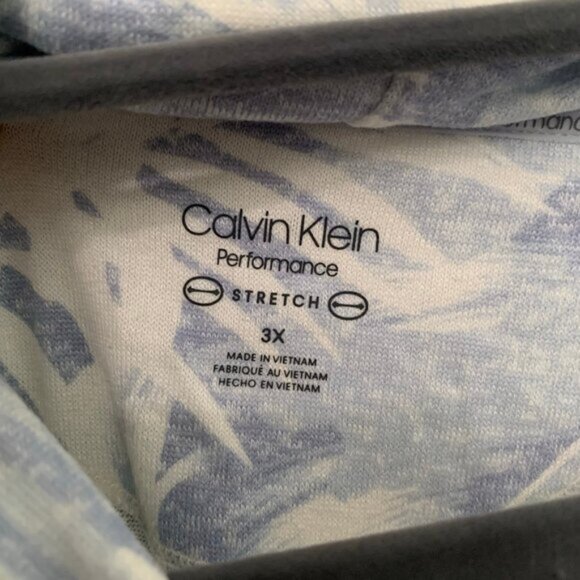 Calvin Klein
Performance
STRETCH
3X
MADE IN VIETNAM
FABRIQUÉ AU VIETNAM
HECHO EN VIETNAM